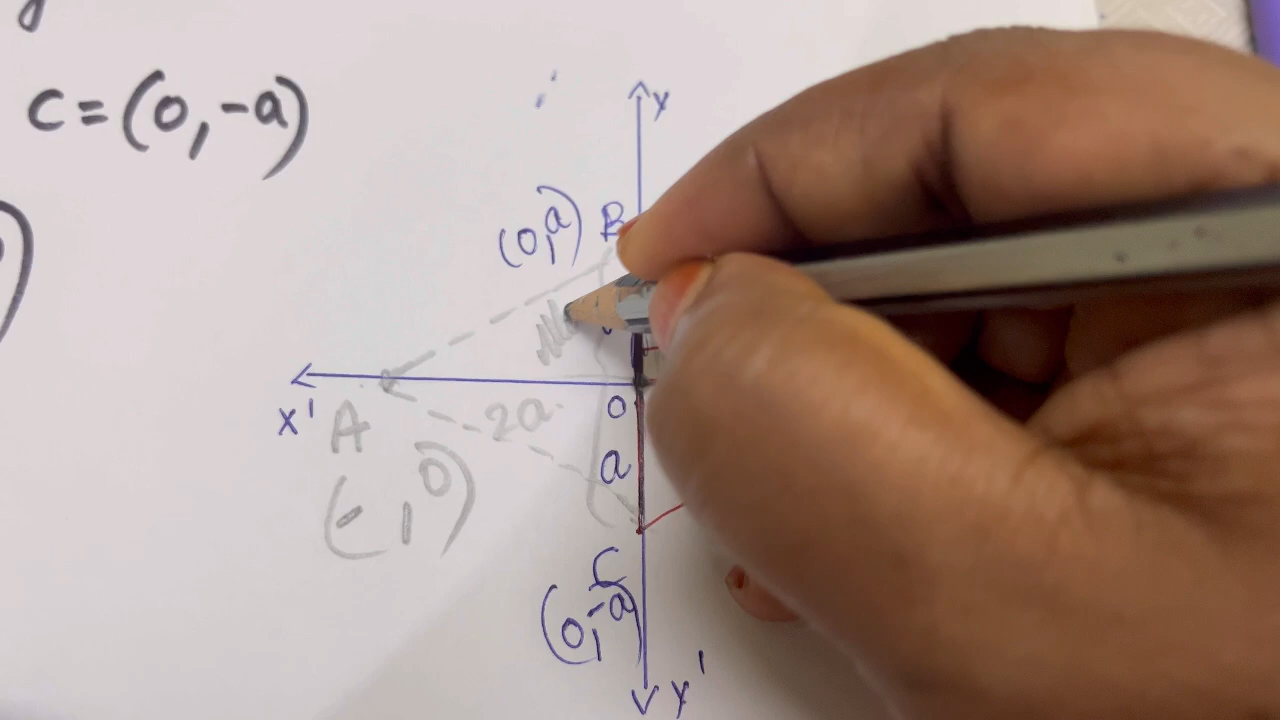 C = (0, -a)
Y
(0, a) B
X'
O
A
2a
a
(-, 0)
C
(0, -a)
Y'